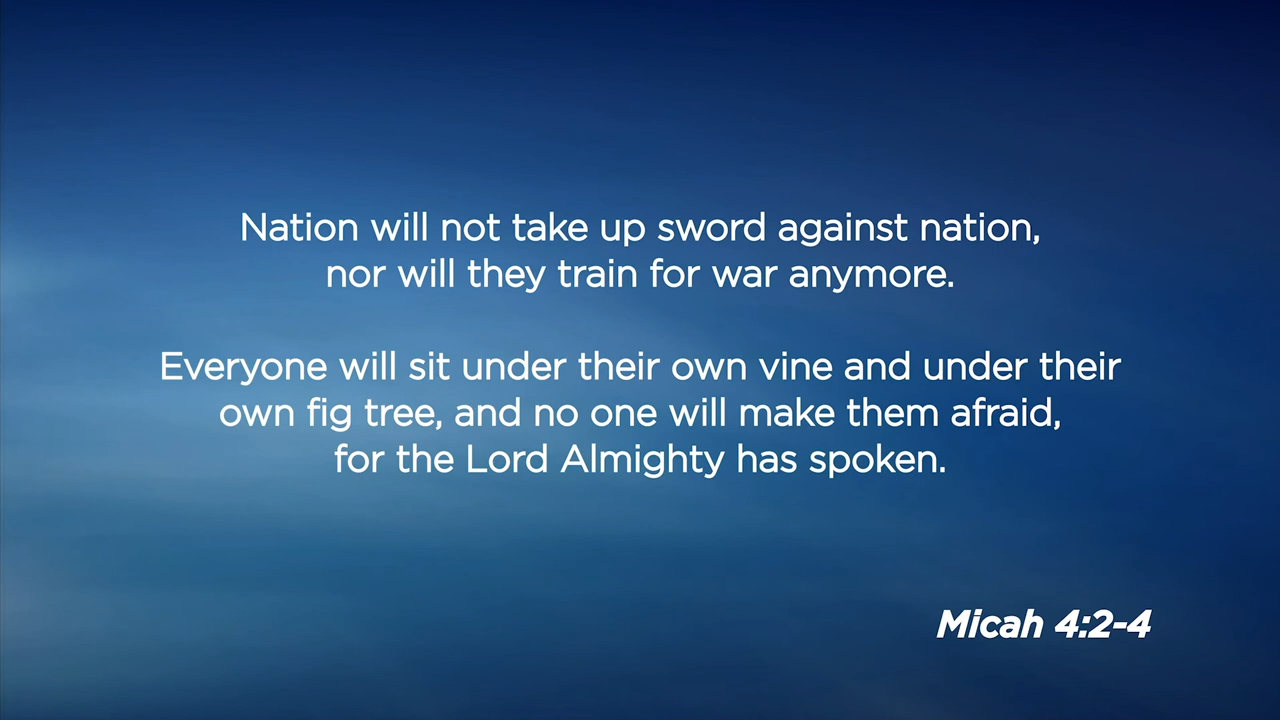 Nation will not take up sword against nation,
nor will they train for war anymore.
Everyone will sit under their own vine and under their
own fig tree, and no one will make them afraid,
for the Lord Almighty has spoken.
Micah 4:2-4